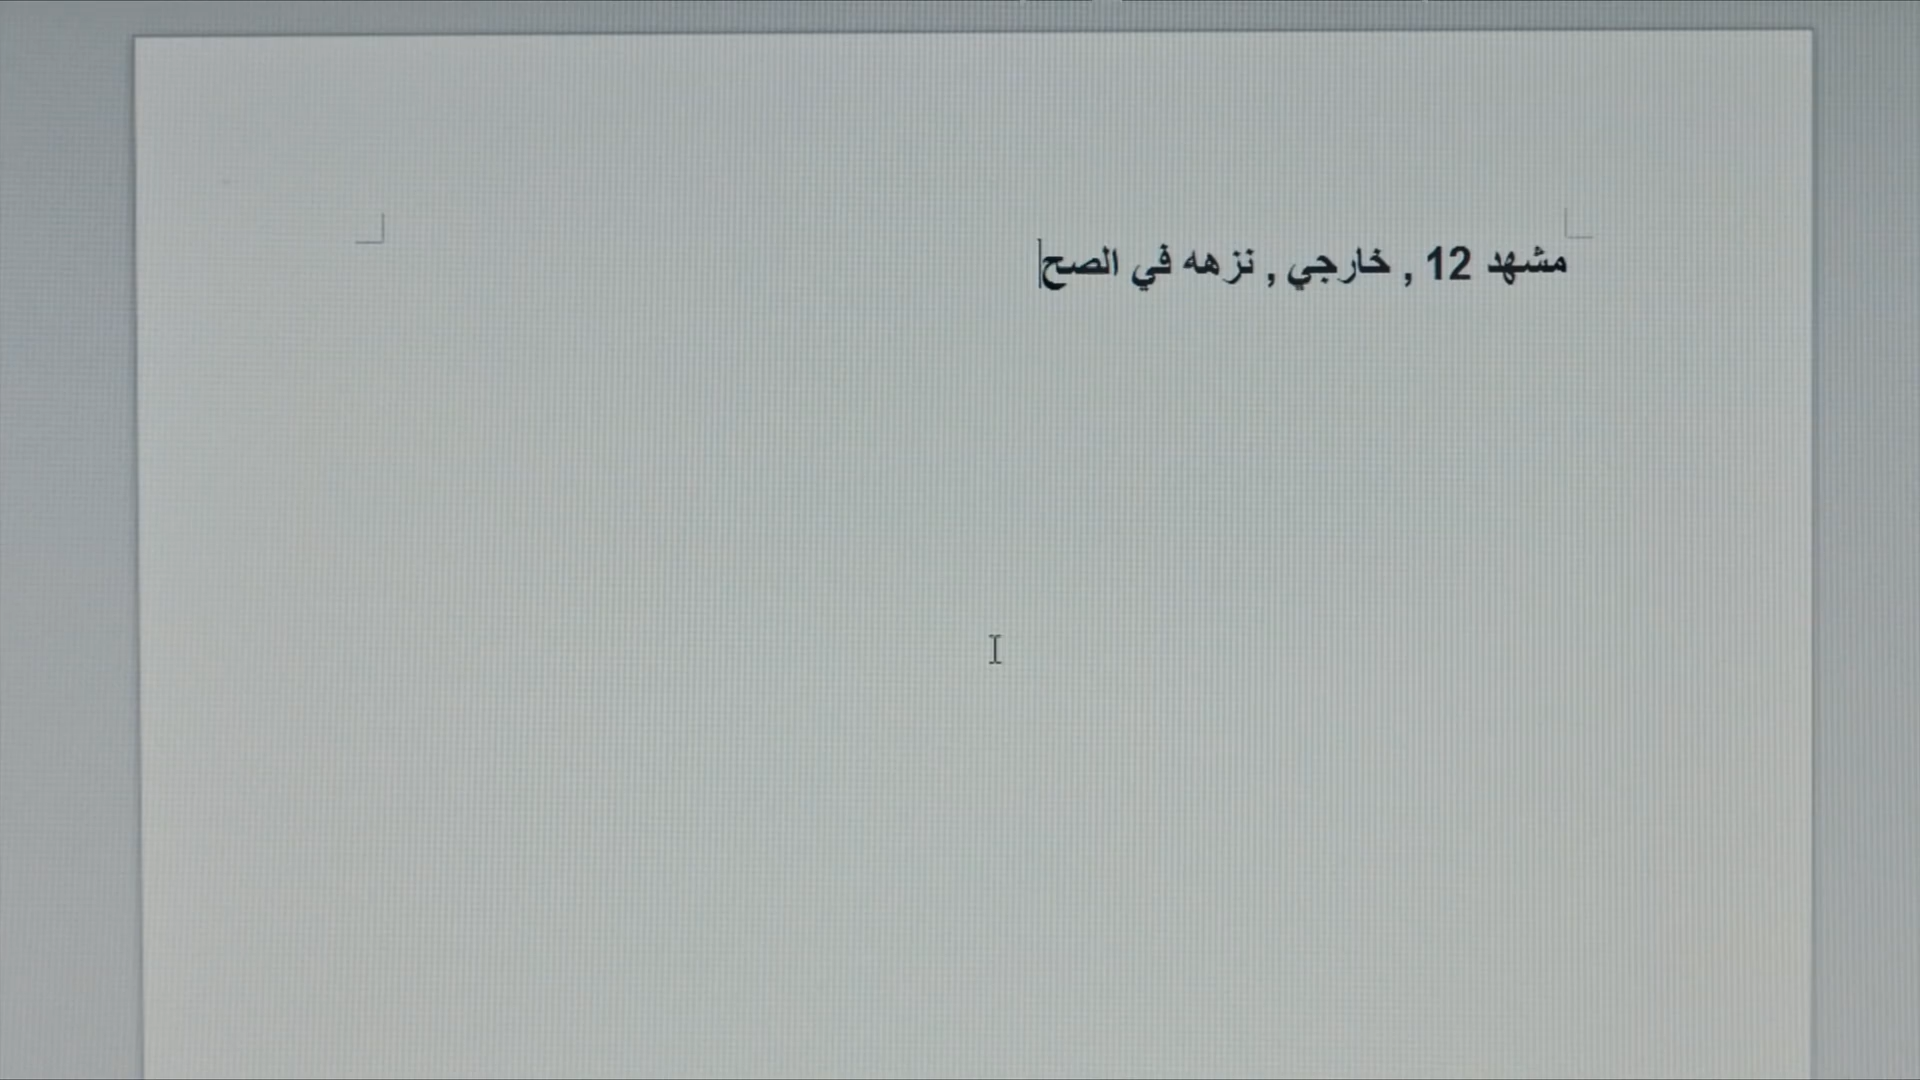 مشهد 12 , خارجي , نزهه في الصح